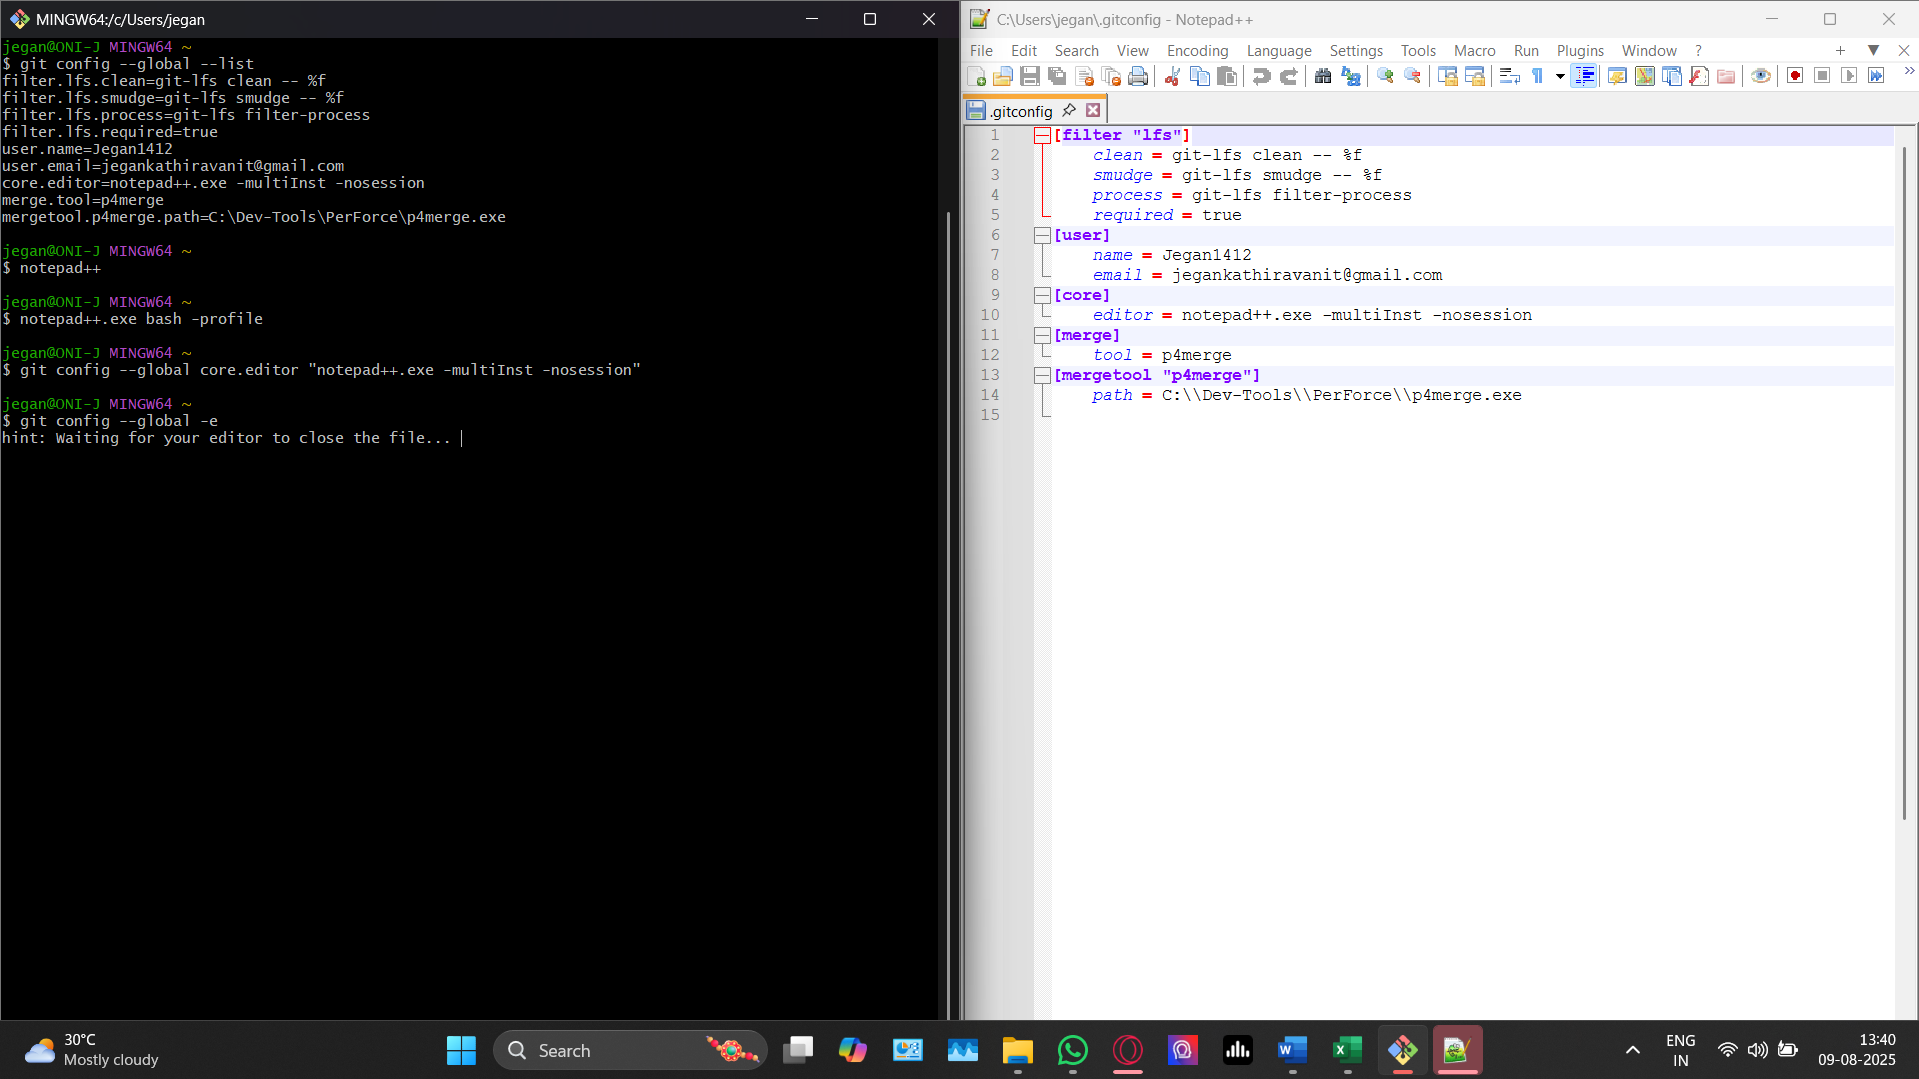 MINGW64:/c/Users/jegan
jegan@ONI-J MINGW64 ~
$ git config --global --list
filter.lfs.clean=git-lfs clean -- %f
filter.lfs.smudge=git-lfs smudge -- %f
filter.lfs.process=git-lfs filter-process
filter.lfs.required=true
user.name=Jegan1412
user.email=jegankathiravanit@gmail.com
core.editor=notepad++.exe -multiInst -nosession
merge.tool=p4merge
mergetool.p4merge.path=C:\Dev-Tools\PerForce\p4merge.exe
jegan@ONI-J MINGW64 ~
$ notepad++
jegan@ONI-J MINGW64 ~
$ notepad++.exe bash -profile
jegan@ONI-J MINGW64 ~
$ git config --global core.editor "notepad++.exe -multiInst -nosession"
jegan@ONI-J MINGW64 ~
$ git config --global -e
hint: Waiting for your editor to close the file...
C:\Users\jegan\.gitconfig - Notepad++
File Edit Search View Encoding Language Settings Tools Macro Run Plugins Window ?
.gitconfig
1 [filter "lfs"]
2 clean = git-lfs clean -- %f
3 smudge = git-lfs smudge -- %f
4 process = git-lfs filter-process
5 required = true
6 [user]
7 name = Jegan1412
8 email = jegankathiravanit@gmail.com
9 [core]
10 editor = notepad++.exe -multiInst -nosession
11 [merge]
12 tool = p4merge
13 [mergetool "p4merge"]
14 path = C:\\Dev-Tools\\PerForce\\p4merge.exe
15
30°C
Mostly cloudy
Search
ENG
IN
13:40
09-08-2025